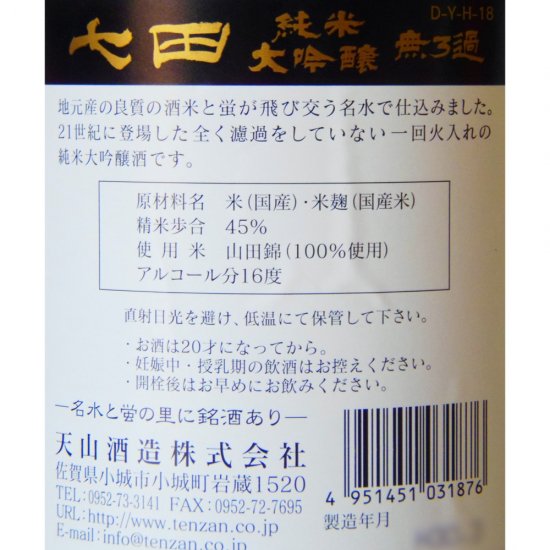 D-Y-H-18
七田 純米大吟醸 無ろ過
地元産の良質の酒米と蛍が飛び交う名水で仕込みました。
21世紀に登場した全く濾過をしていない一回火入れの
純米大吟醸酒です。
原材料名 米(国産)・米麹(国産米)
精米歩合 45%
使用米 山田錦(100%使用)
アルコール分16度
直射日光を避け、低温にて保管して下さい。
・お酒は20才になってから。
・妊娠中・授乳期の飲酒はお控えください。
・開栓後はお早めにお飲みください。
―名水と蛍の里に銘酒あり―
天山酒造株式会社
佐賀県小城市小城町岩蔵1520
TEL:0952-73-3141 FAX:0952-72-7695
URL:http://www.tenzan.co.jp
E-mail:info@tenzan.co.jp
4 951451 031876
製造年月